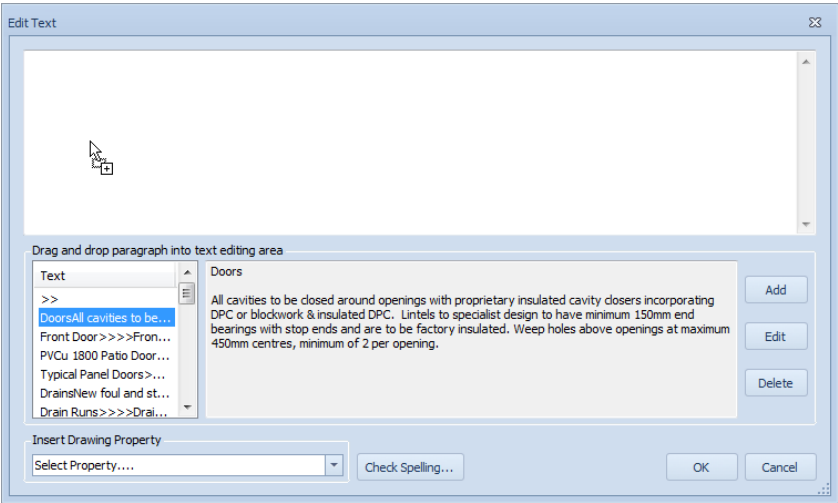 Edit Text
Drag and drop paragraph into text editing area
Text
>>
DoorsAll cavities to be...
Front Door>>>>Fron...
PVCu 1800 Patio Door...
Typical Panel Doors>...
DrainsNew foul and st...
Drain Runs>>>>Drai...
Doors
All cavities to be closed around openings with proprietary insulated cavity closers incorporating
DPC or blockwork & insulated DPC.  Lintels to specialist design to have minimum 150mm end
bearings with stop ends and are to be factory insulated. Weep holes above openings at maximum
450mm centres, minimum of 2 per opening.
Add
Edit
Delete
Insert Drawing Property
Select Property....
Check Spelling...
OK
Cancel